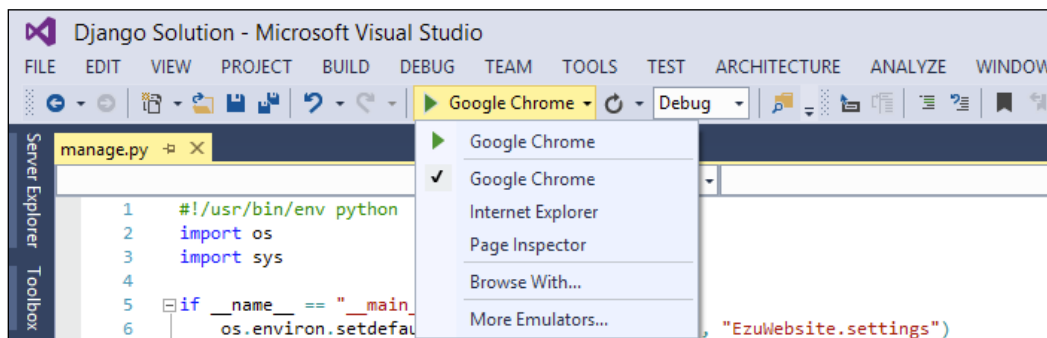 Django Solution - Microsoft Visual Studio
FILE EDIT VIEW PROJECT BUILD DEBUG TEAM TOOLS TEST ARCHITECTURE ANALYZE WINDOW
Google Chrome Debug
Server Explorer
Toolbox
manage.py
Google Chrome
Google Chrome
Internet Explorer
Page Inspector
Browse With...
More Emulators...
1 #!/usr/bin/env python
2 import os
3 import sys
4
5 if __name__ == "__main_
6 os.environ.setdefau , "EzuWebsite.settings")